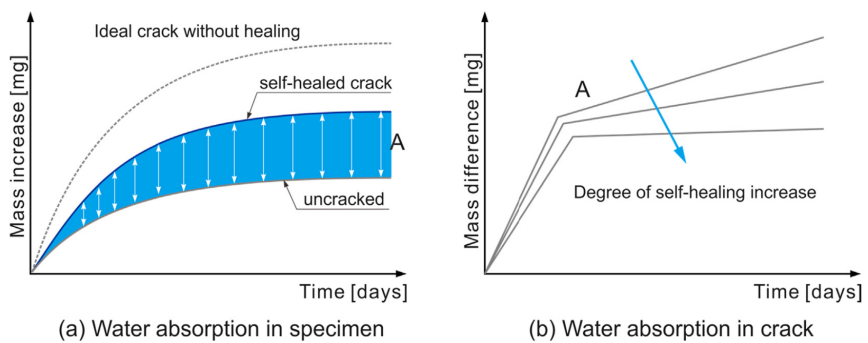 Mass increase [mg]
Ideal crack without healing
self-healed crack
A
uncracked
Time [days]
(a) Water absorption in specimen
Mass difference [mg]
A
Degree of self-healing increase
Time [days]
(b) Water absorption in crack